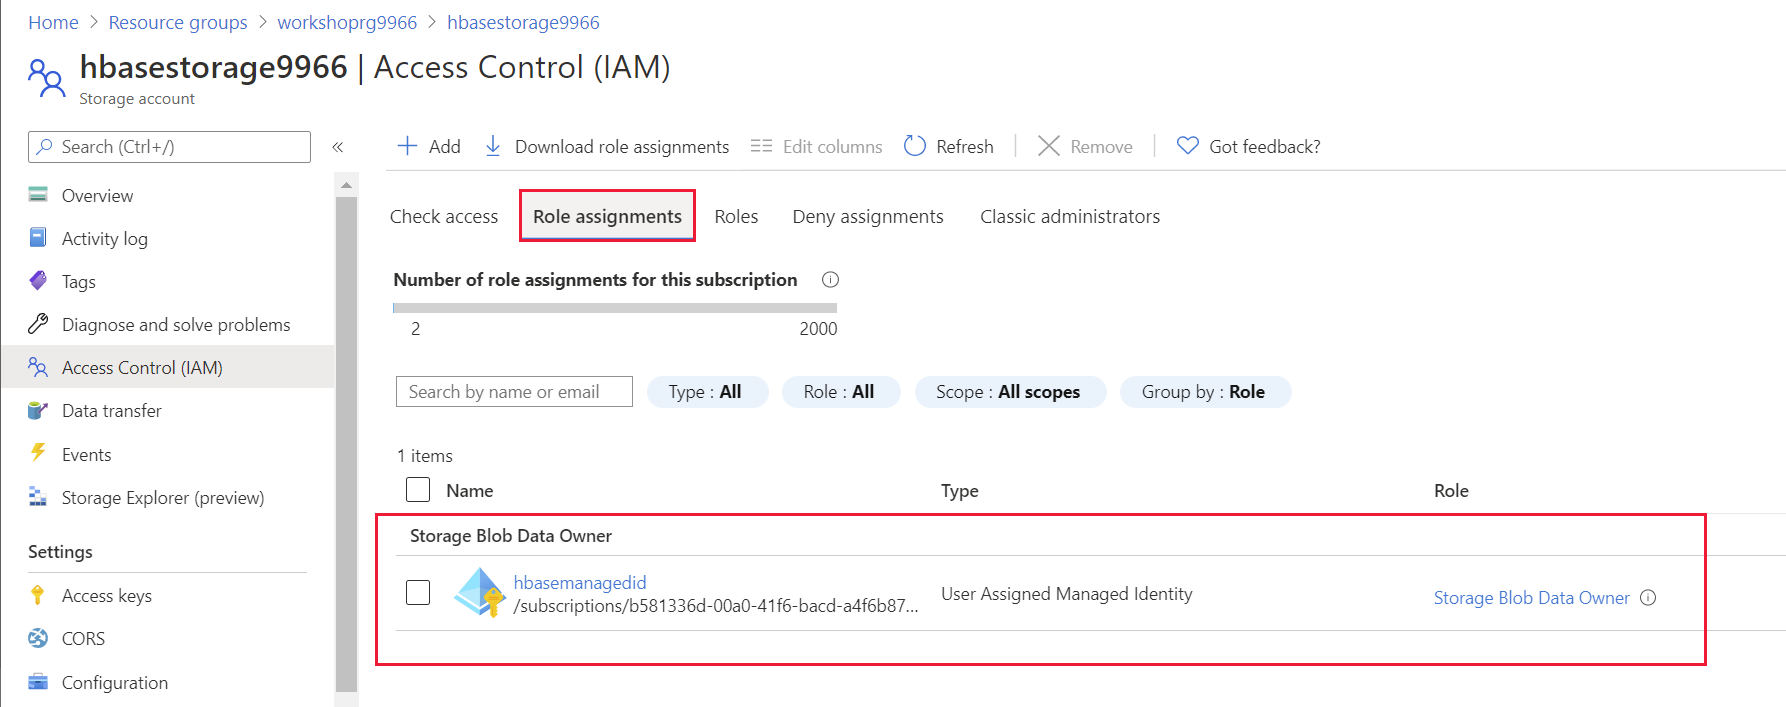 Home > Resource groups > workshoprg9966 > hbasestorage9966
hbasestorage9966 | Access Control (IAM)
Storage account
Search (Ctrl+/)
«
Overview
Activity log
Tags
Diagnose and solve problems
Access Control (IAM)
Data transfer
Events
Storage Explorer (preview)
Settings
Access keys
CORS
Configuration
Add Download role assignments Edit columns Refresh Remove Got feedback?
Check access Role assignments Roles Deny assignments Classic administrators
Number of role assignments for this subscription
2 2000
Search by name or email Type : All Role : All Scope : All scopes Group by : Role
1 items
Name Type Role
Storage Blob Data Owner
hbasemanagedid
/subscriptions/b581336d-00a0-41f6-bacd-a4f6b87... User Assigned Managed Identity Storage Blob Data Owner